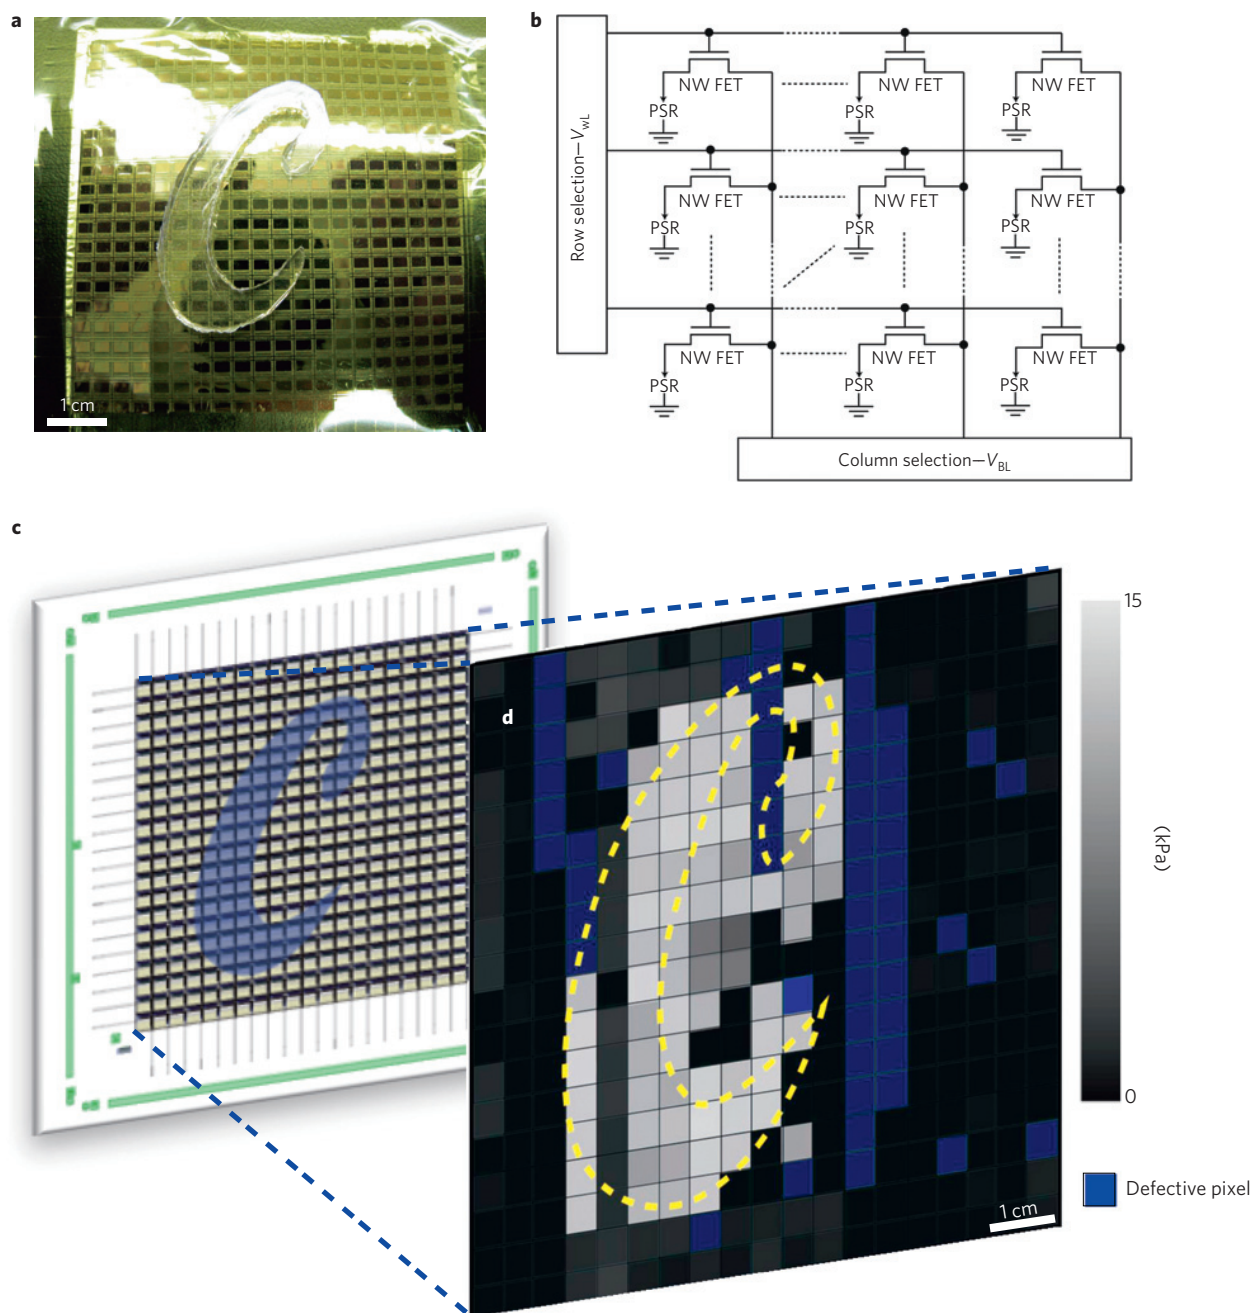 a
1 cm
b
Row selection—VWL
NW FET
NW FET
NW FET
PSR
PSR
PSR
NW FET
NW FET
NW FET
PSR
PSR
PSR
NW FET
NW FET
NW FET
PSR
PSR
PSR
Column selection—VBL
c
d
15
(kPa)
0
Defective pixel
1 cm